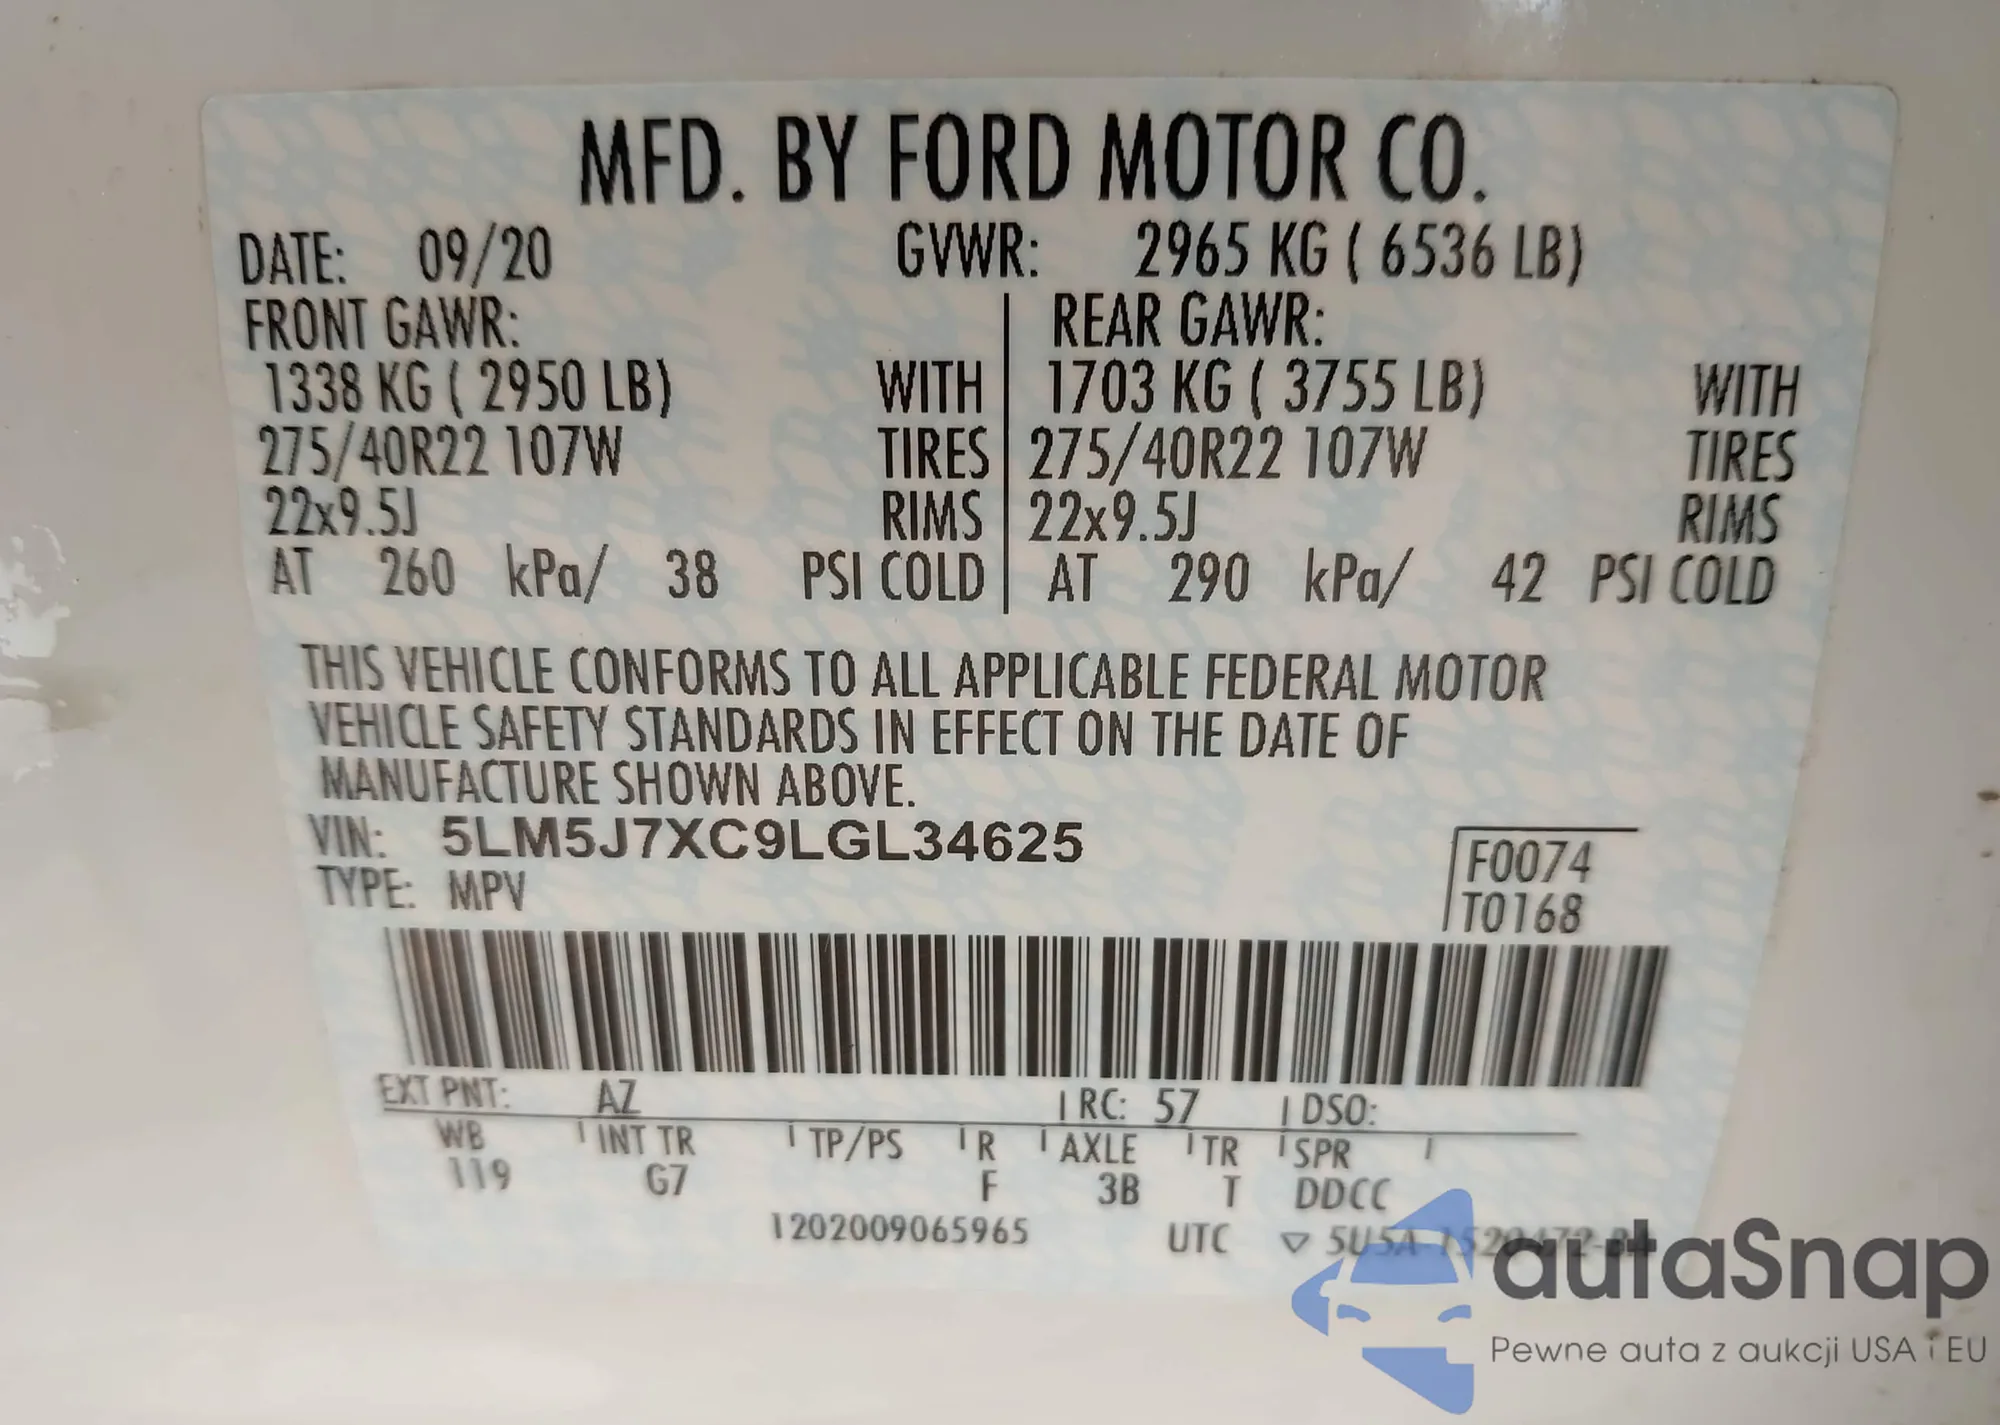 MFD. BY FORD MOTOR CO.
DATE: 09/20 GVWR: 2965 KG ( 6536 LB)
FRONT GAWR: REAR GAWR:
1338 KG ( 2950 LB) WITH 1703 KG ( 3755 LB) WITH
275/40R22 107W TIRES 275/40R22 107W TIRES
22x9.5J RIMS 22x9.5J RIMS
AT 260 kPa/ 38 PSI COLD AT 290 kPa/ 42 PSI COLD
THIS VEHICLE CONFORMS TO ALL APPLICABLE FEDERAL MOTOR
VEHICLE SAFETY STANDARDS IN EFFECT ON THE DATE OF
MANUFACTURE SHOWN ABOVE.
VIN: 5LM5J7XC9LGL34625
F0074
TYPE: MPV
T0168
EXT PNT: AZ RC: 57 DSO:
WB INT TR TP/PS R AXLE TR SPR
119 G7 F 3B T DDCC
1202009065965 UTC
autaSnap
Pewne auta z aukcji USA i EU